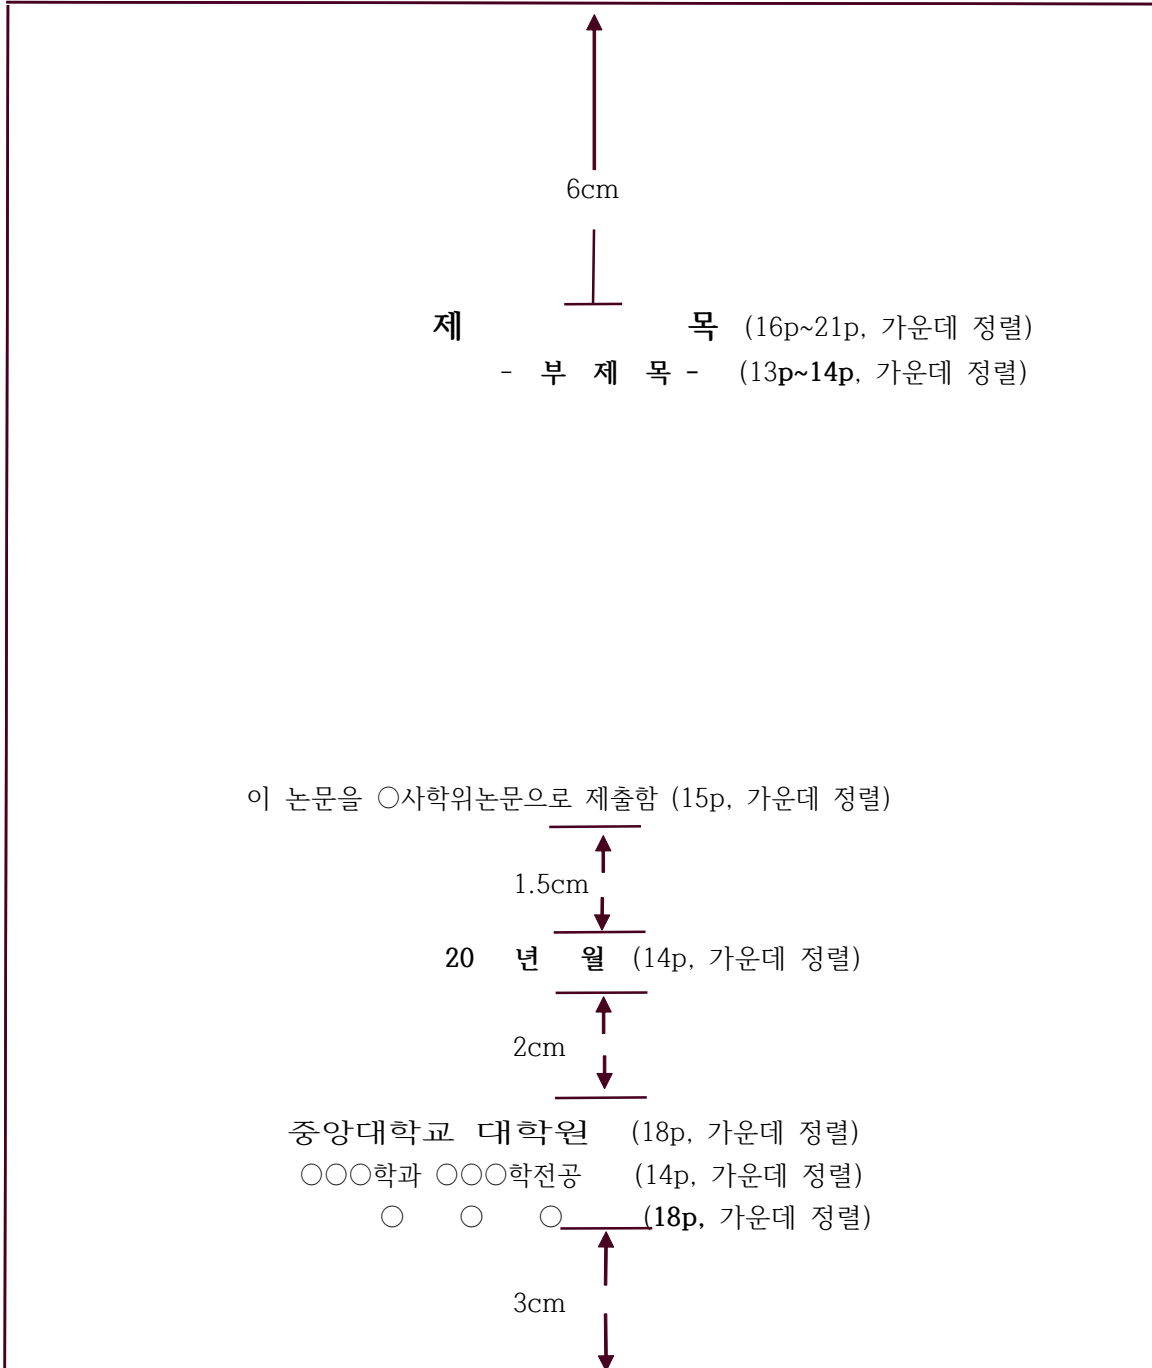 6cm
제 목 (16p~21p, 가운데 정렬)
- 부 제 목 - (13p~14p, 가운데 정렬)
이 논문을 ○사학위논문으로 제출함 (15p, 가운데 정렬)
1.5cm
20 년 월 (14p, 가운데 정렬)
2cm
중앙대학교 대학원 (18p, 가운데 정렬)
○○○학과 ○○○학전공 (14p, 가운데 정렬)
○ ○ ○ (18p, 가운데 정렬)
3cm